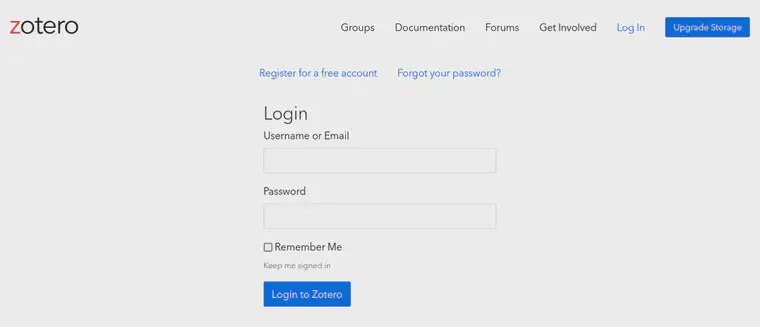 zotero
Groups Documentation Forums Get Involved Log In Upgrade Storage
Register for a free account Forgot your password?
Login
Username or Email
Password
Remember Me
Keep me signed in
Login to Zotero